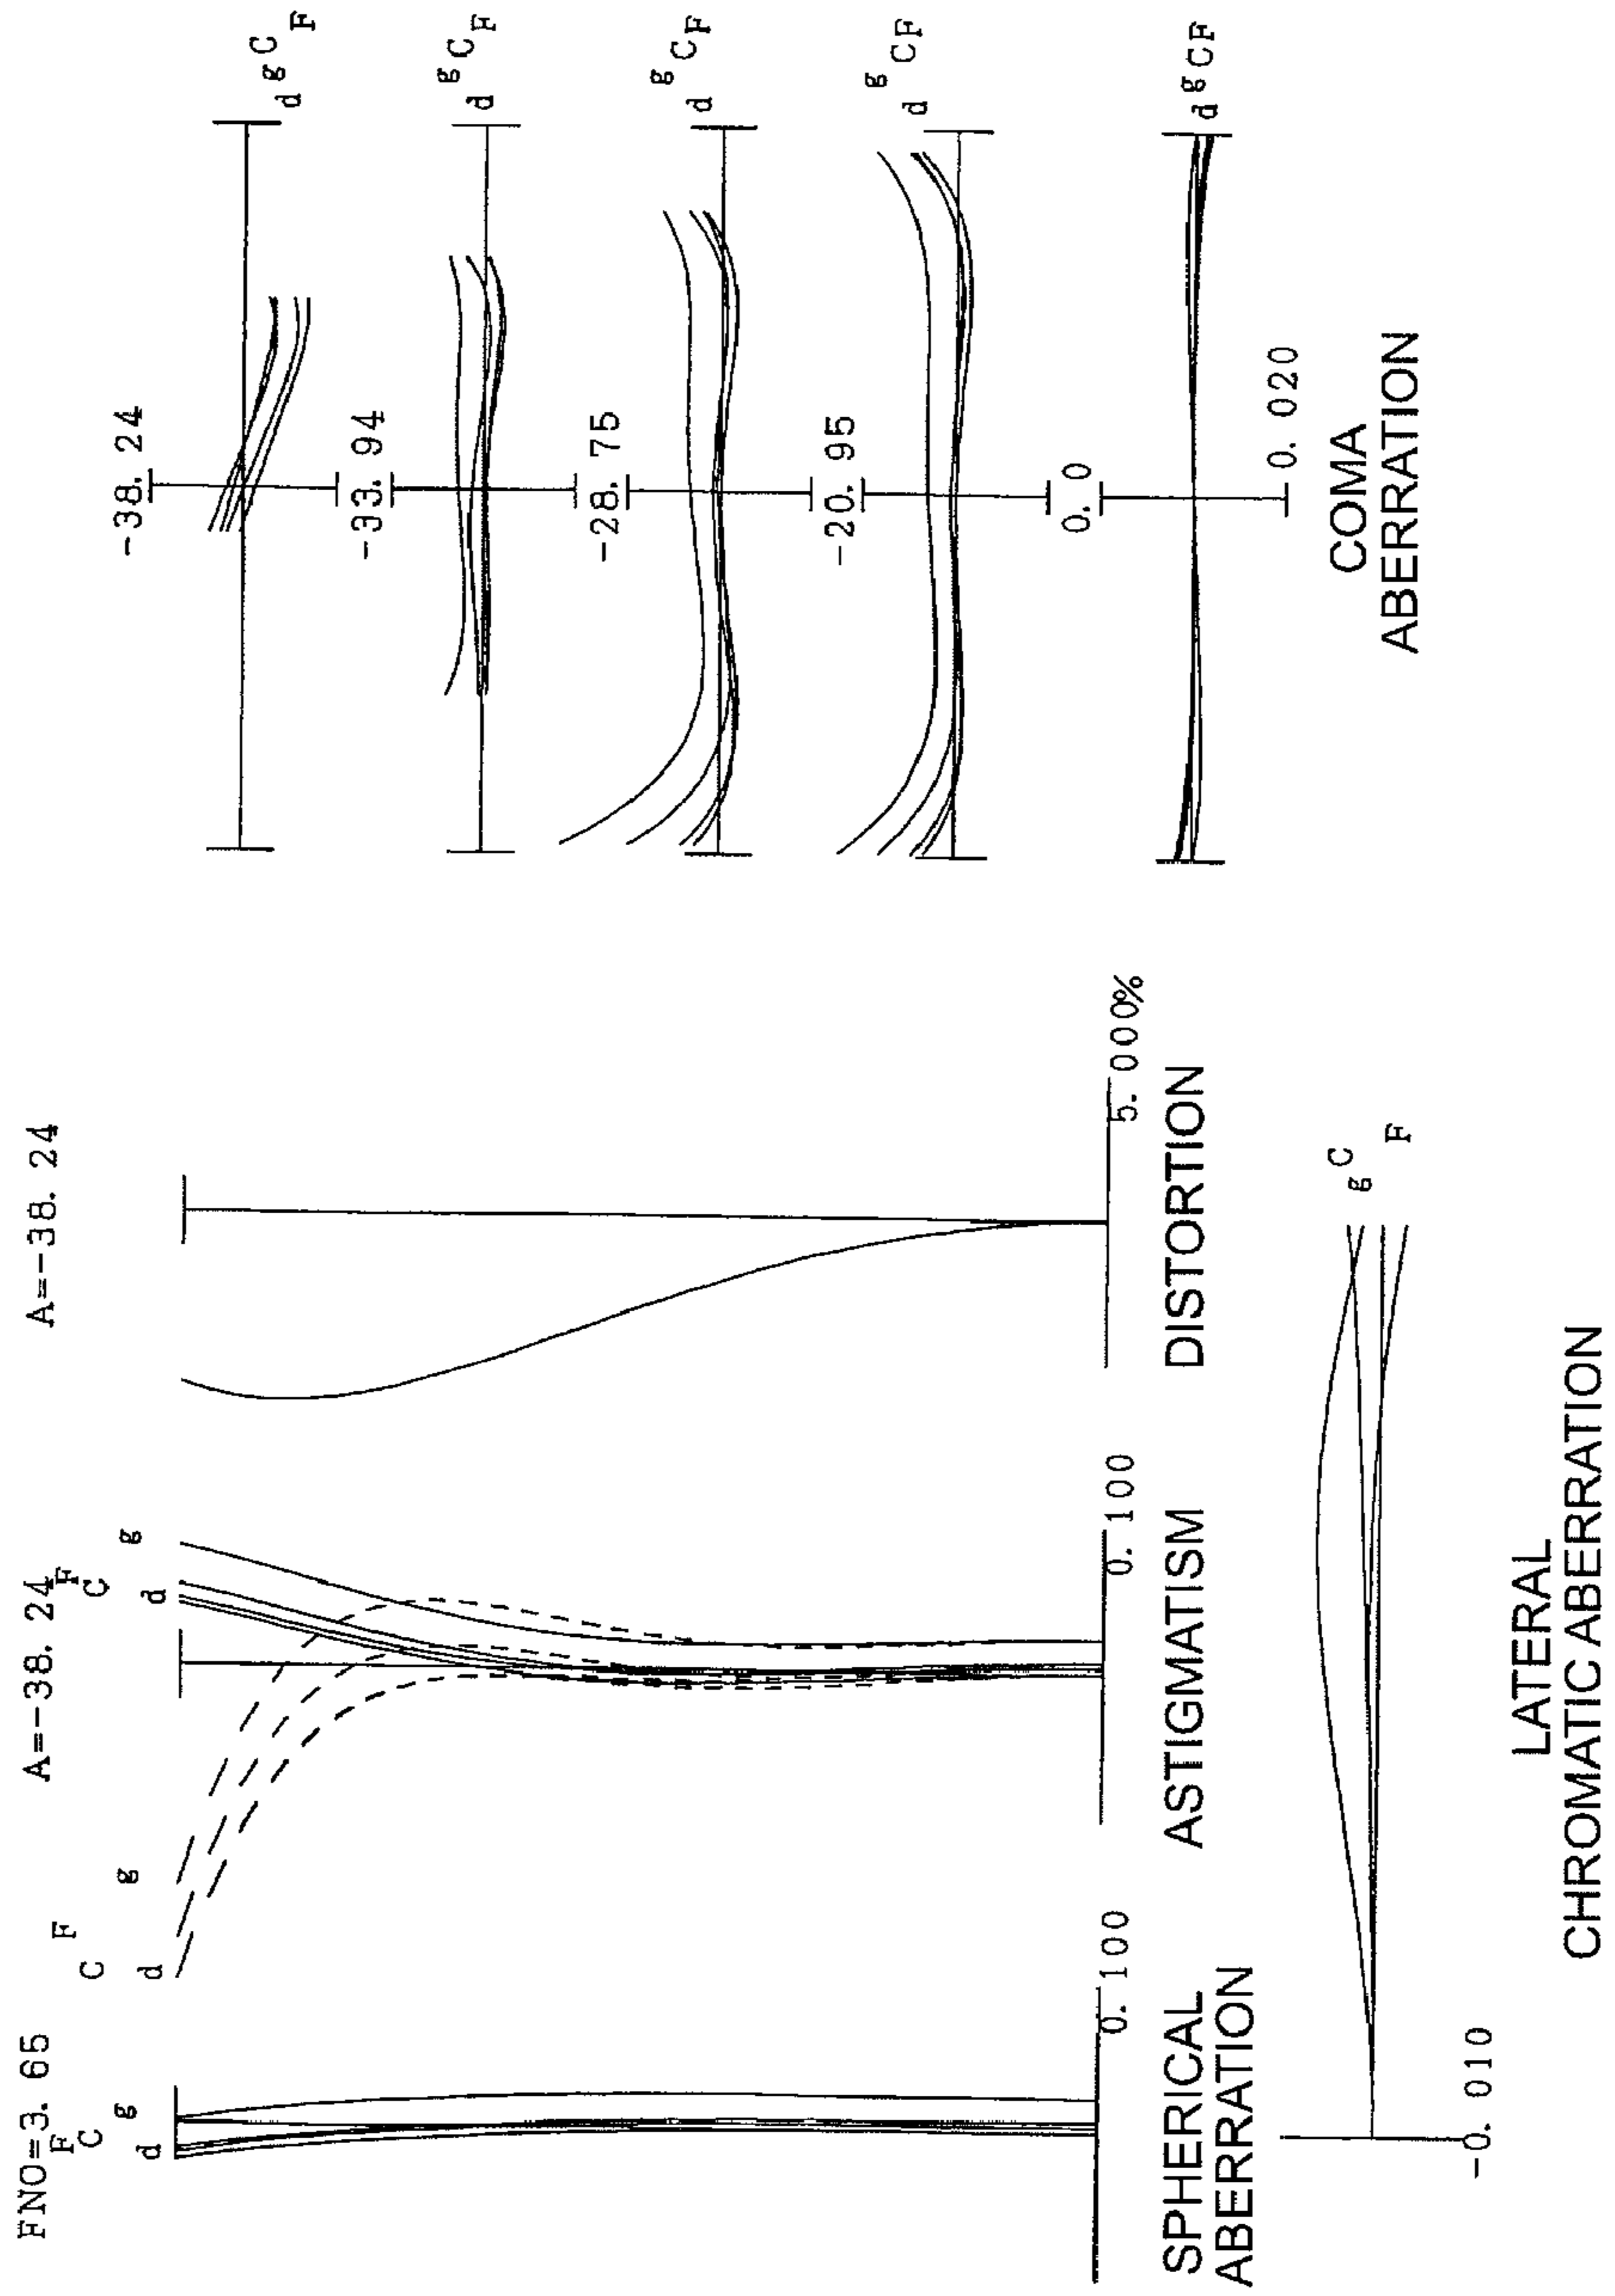 FNO=3. 65
F
C
g
d
0. 100
SPHERICAL
ABERRATION
A=-38. 24
F
C
g
d
C
F
g
d
0. 100
ASTIGMATISM
A=-38. 24
5. 00%
DISTORTION
-38. 24
d g C F
-33. 94
d g C F
-28. 75
d g C F
-20. 95
d g C F
0. 0
d g C F
0. 020
COMA
ABERRATION
g C
F
-0. 010
LATERAL
CHROMATIC ABERRATION